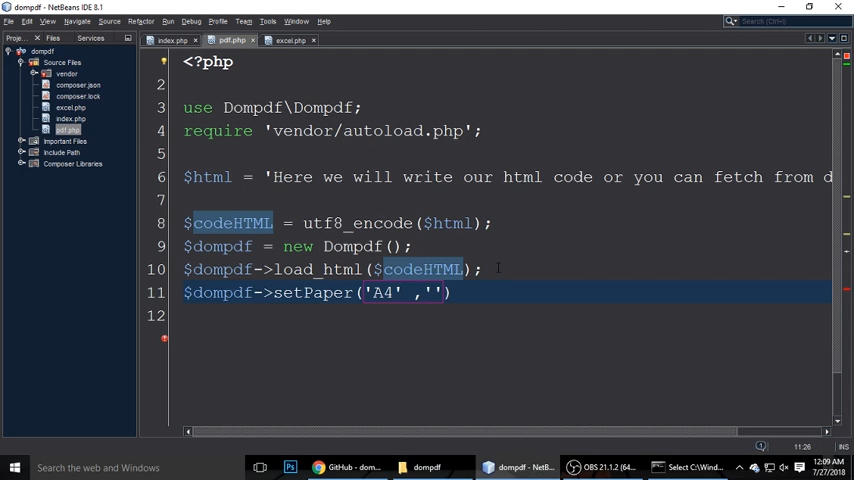 dompdf - NetBeans IDE 8.1
File Edit View Navigate Source Refactor Run Debug Profile Team Tools Window Help
Search (Ctrl+I)
Proje... Files Services
index.php pdf.php excel.php
dompdf
Source Files
vendor
composer.json
composer.lock
excel.php
index.php
pdf.php
Important Files
Include Path
Composer Libraries
<?php
2
3 use Dompdf\Dompdf;
4 require 'vendor/autoload.php';
5
6 $html = 'Here we will write our html code or you can fetch from d
7
8 $codeHTML = utf8_encode($html);
9 $dompdf = new Dompdf();
10 $dompdf->load_html($codeHTML);
11 $dompdf->setPaper('A4' ,'')
12
1
11:26
INS
Search the web and Windows
GitHub - dom...
dompdf
dompdf - NetB...
OBS 21.1.2 (64...
Select C:\Wind...
12:09 AM
7/27/2018